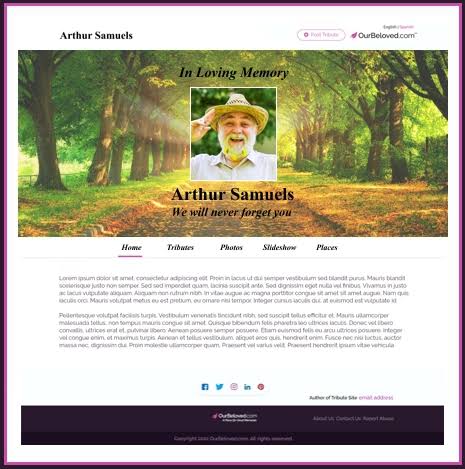 English | Spanish
Arthur Samuels
Post Tribute
OurBeloved.com
In Loving Memory
Arthur Samuels
We will never forget you
Home Tributes Photos Slideshow Places
Lorem ipsum dolor sit amet, consectetur adipiscing elit. Proin in lacus ut dui semper vestibulum sed blandit purus. Mauris blandit
scelerisque justo non semper. Sed sed imperdiet quam, lacinia suscipit ante. Sed dignissim eget nulla vel finibus. Vivamus in justo
ac lacus vulputate aliquam. Aliquam non rutrum nibh. In vitae augue ac magna porttitor congue sit amet sit amet augue. Nam quis
iaculis orci. Mauris volutpat metus eu est pretium, eu ornare nisi tempor. Integer cursus iaculis dui, at euismod est vulputate id.
Pellentesque volutpat facilisis turpis. Vestibulum venenatis tincidunt nibh, sed suscipit tellus efficitur et. Mauris ullamcorper
malesuada tellus, non tempus mauris congue sit amet. Quisque bibendum felis pharetra leo ultrices iaculis. Donec vel libero
convallis, ultrices erat et, pulvinar libero. Aenean posuere semper posuere. Etiam euismod felis eu arcu ultrices posuere. Integer
vel congue enim, et maximus turpis. Aenean ultrices eleifend eros quis, hendrerit enim. Fusce nec nisi luctus, auctor
massa nec, dignissim dui. Proin molestie ullamcorper quam. Praesent vel varius velit. Praesent hendrerit ipsum vitae vehicula
Author of Tribute Site: email address
OurBeloved.com
A Place for Great Memories
About Us Contact Us Report Abuse
Copyright 2020 OurBeloved.com. All rights reserved.